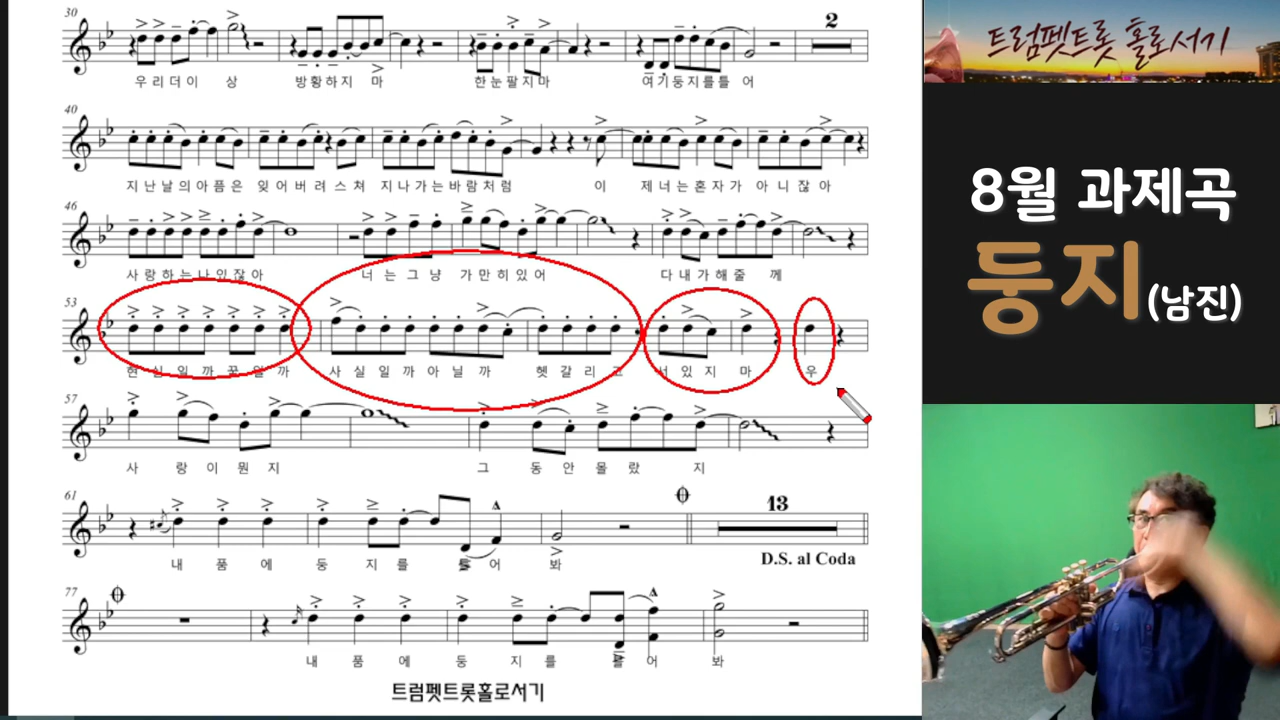 30
2
우리더이 상 방황하지 마 한눈팔지마 여기둥지를틀 어
40
지난날의아픔은 잊어버려스쳐 지나가는바람처럼 이 제너는혼자가 아니잖아
46
사랑하는나있잖아 너는그냥 가만히있어 다내가해줄 께
53
현실일까꿈일까 사실일까아닐까 헷갈리고 서있지 마 우
57
사 랑이뭔지 그 동안몰랐 지
61
13
D.S. al Coda
내 품 에 둥 지를 틀어 봐
77
내 품 에 둥 지 를 틀어 봐
트럼펫트롯홀로서기
트럼펫트롯 홀로서기
8월 과제곡
둥지(남진)